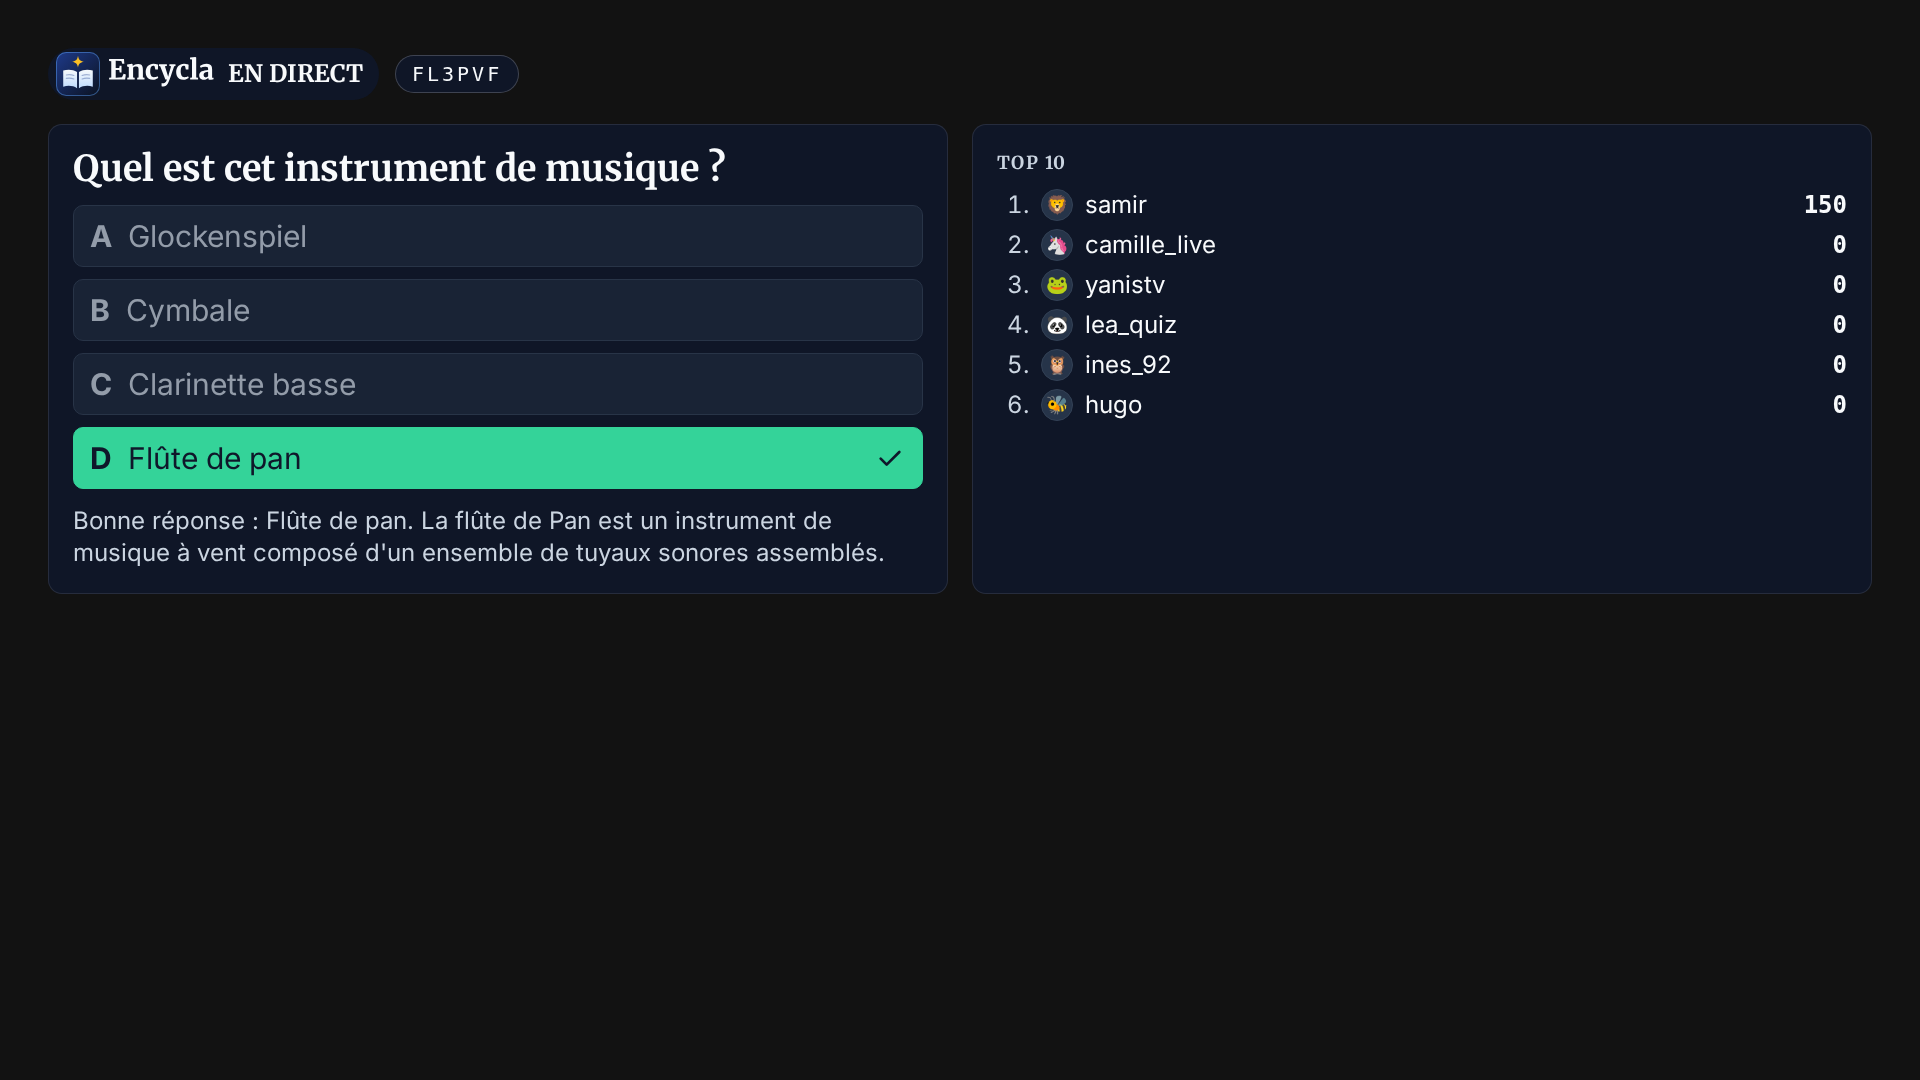 Encycla EN DIRECT FL3PVF
Quel est cet instrument de musique ?
A Glockenspiel
B Cymbale
C Clarinette basse
D Flûte de pan
Bonne réponse : Flûte de pan. La flûte de Pan est un instrument de
musique à vent composé d'un ensemble de tuyaux sonores assemblés.
TOP 10
1. samir 150
2. camille_live 0
3. yanistv 0
4. lea_quiz 0
5. ines_92 0
6. hugo 0